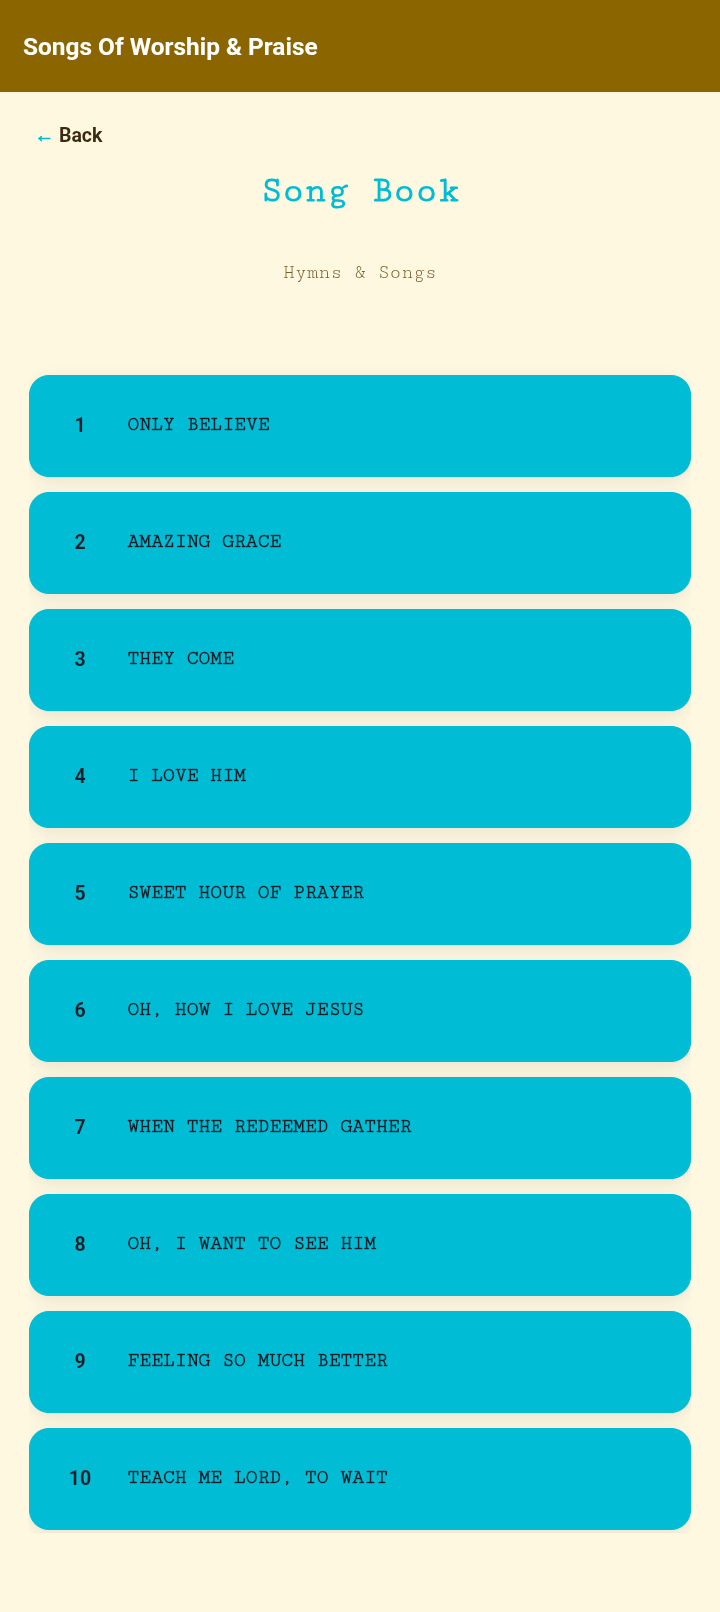 Songs Of Worship & Praise
← Back
Song Book
Hymns & Songs
1 ONLY BELIEVE
2 AMAZING GRACE
3 THEY COME
4 I LOVE HIM
5 SWEET HOUR OF PRAYER
6 OH, HOW I LOVE JESUS
7 WHEN THE REDEEMED GATHER
8 OH, I WANT TO SEE HIM
9 FEELING SO MUCH BETTER
10 TEACH ME LORD, TO WAIT